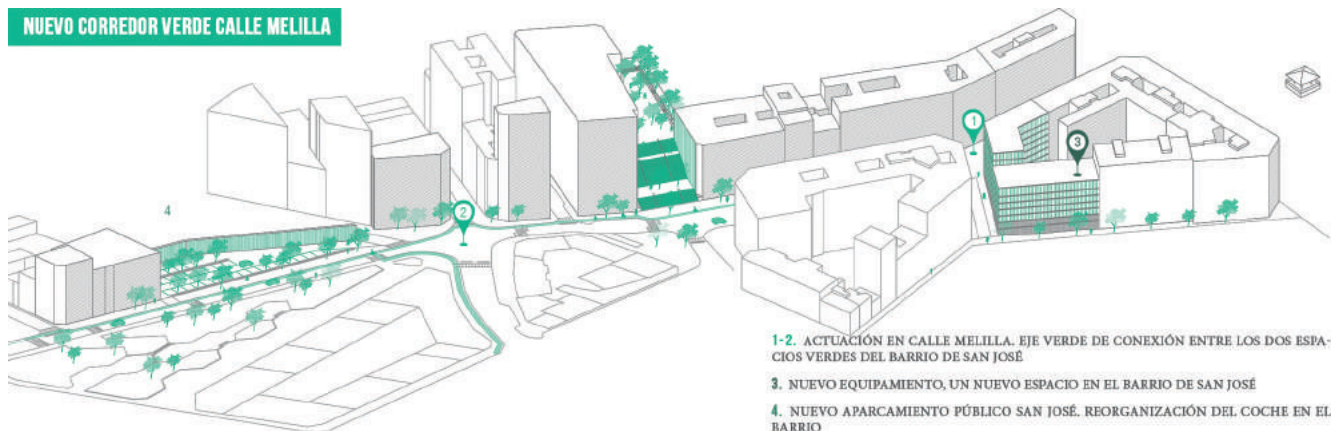 NUEVO CORREDOR VERDE CALLE MELILLA
1
3
2
4
1-2. ACTUACIÓN EN CALLE MELILLA. EJE VERDE DE CONEXIÓN ENTRE LOS DOS ESPA-
CIOS VERDES DEL BARRIO DE SAN JOSÉ
3. NUEVO EQUIPAMIENTO, UN NUEVO ESPACIO EN EL BARRIO DE SAN JOSÉ
4. NUEVO APARCAMIENTO PÚBLICO SAN JOSÉ. REORGANIZACIÓN DEL COCHE EN EL
BARRIO